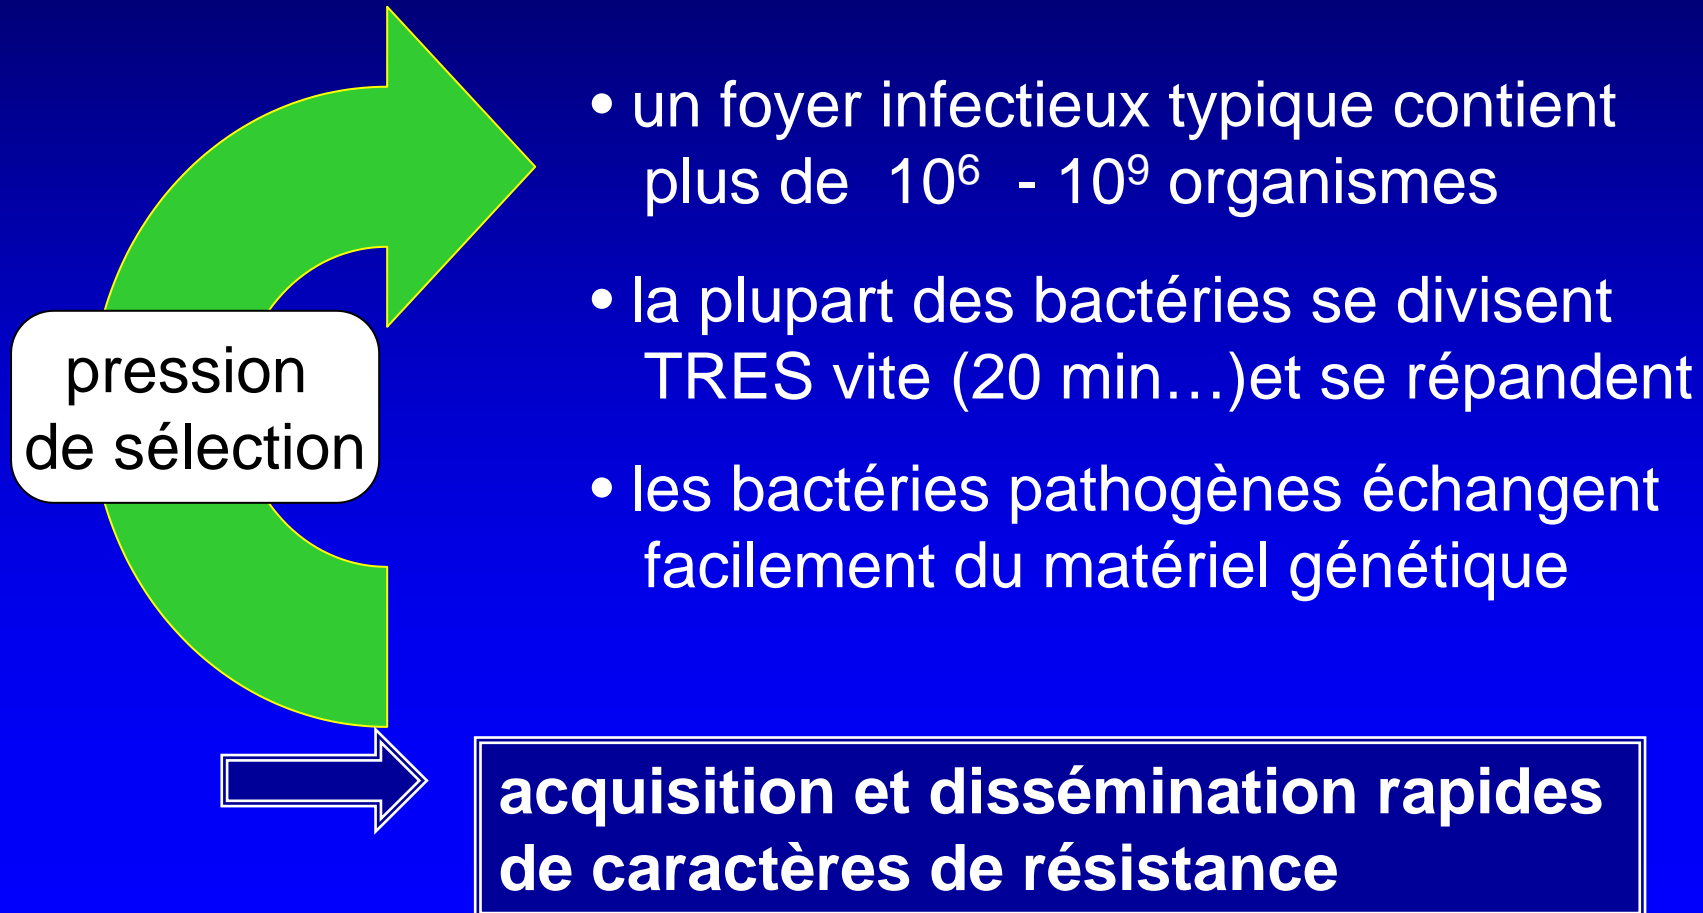 • un foyer infectieux typique contient
plus de 10⁶ - 10⁹ organismes
• la plupart des bactéries se divisent
TRES vite (20 min…)et se répandent
• les bactéries pathogènes échangent
facilement du matériel génétique
pression
de sélection
acquisition et dissémination rapides
de caractères de résistance